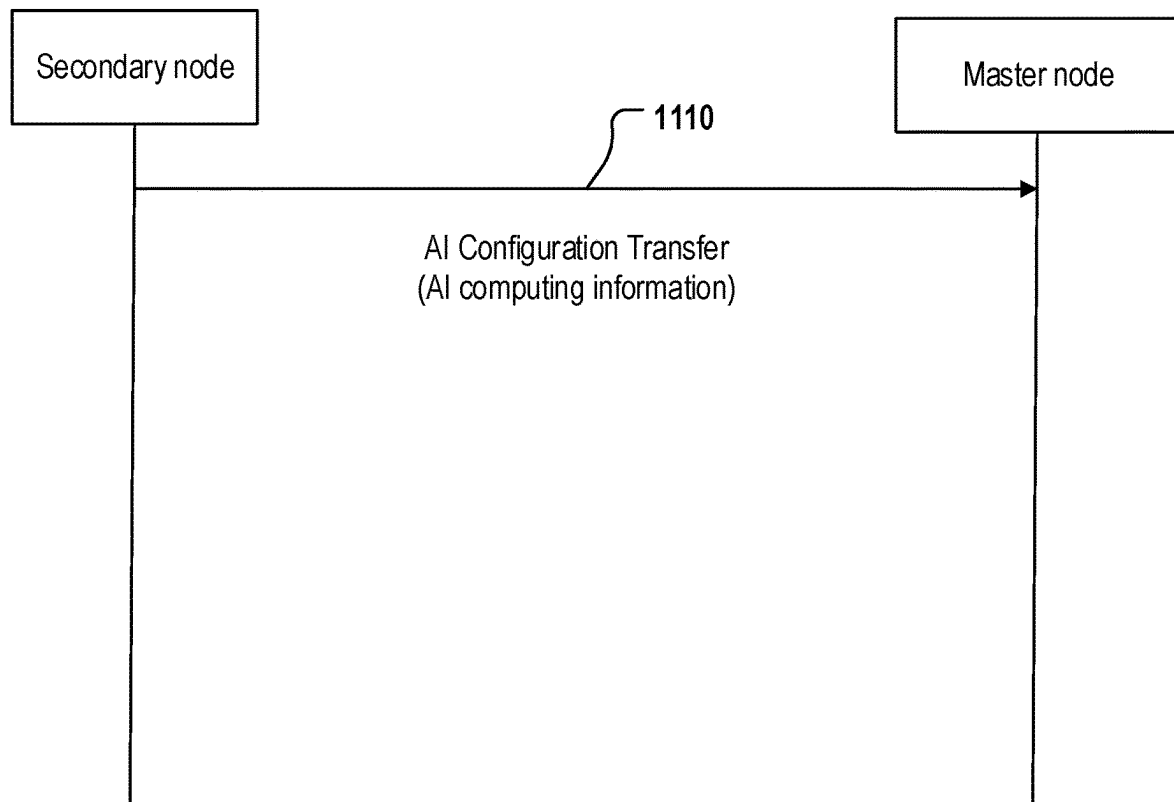 Secondary node
Master node
1110
AI Configuration Transfer
(AI computing information)